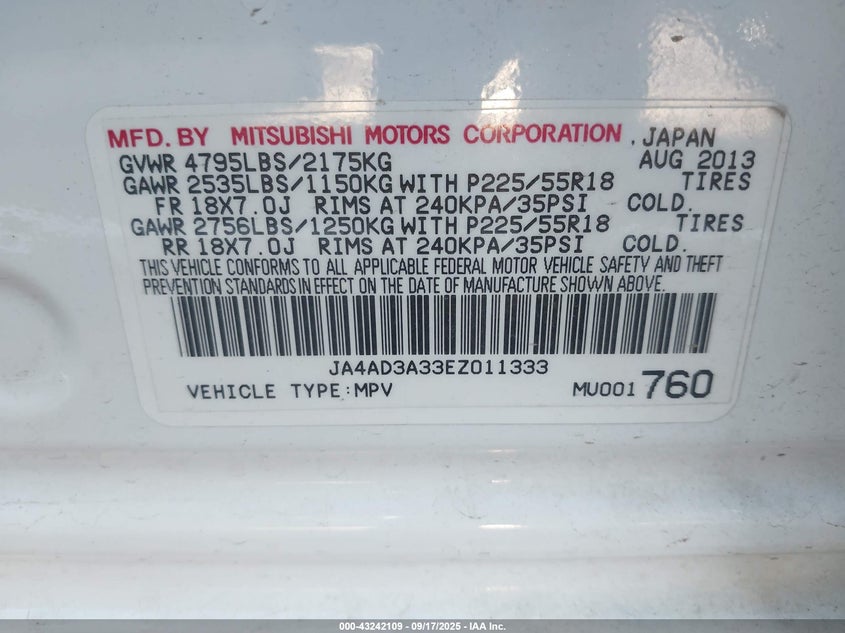 MFD. BY MITSUBISHI MOTORS CORPORATION , JAPAN
GVWR 4795LBS/2175KG AUG 2013
GAWR 2535LBS/1150KG WITH P225/55R18 TIRES
FR 18X7.0J RIMS AT 240KPA/35PSI COLD.
GAWR 2756LBS/1250KG WITH P225/55R18 TIRES
RR 18X7.0J RIMS AT 240KPA/35PSI COLD.
THIS VEHICLE CONFORMS TO ALL APPLICABLE FEDERAL MOTOR VEHICLE SAFETY AND THEFT
PREVENTION STANDARDS IN EFFECT ON THE DATE OF MANUFACTURE SHOWN ABOVE.
JA4AD3A33EZ011333
VEHICLE TYPE:MPV MU001 760
000-43242109 - 09/17/2025 - IAA Inc.